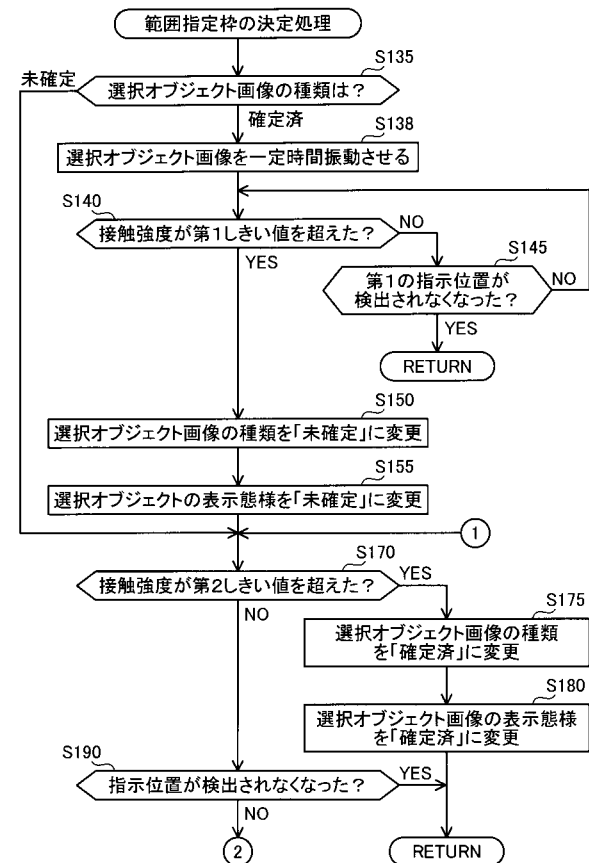 範囲指定枠の決定処理
S135
未確定
選択オブジェクト画像の種類は?
確定済
S138
選択オブジェクト画像を一定時間振動させる
S140
接触強度が第1しきい値を超えた?
NO
YES
S145
第1の指示位置が
検出されなくなった?
NO
YES
RETURN
S150
選択オブジェクト画像の種類を「未確定」に変更
S155
選択オブジェクトの表示態様を「未確定」に変更
1
S170
接触強度が第2しきい値を超えた?
YES
NO
S175
選択オブジェクト画像の種類
を「確定済」に変更
S180
選択オブジェクト画像の表示態様
を「確定済」に変更
S190
指示位置が検出されなくなった?
YES
NO
2
RETURN